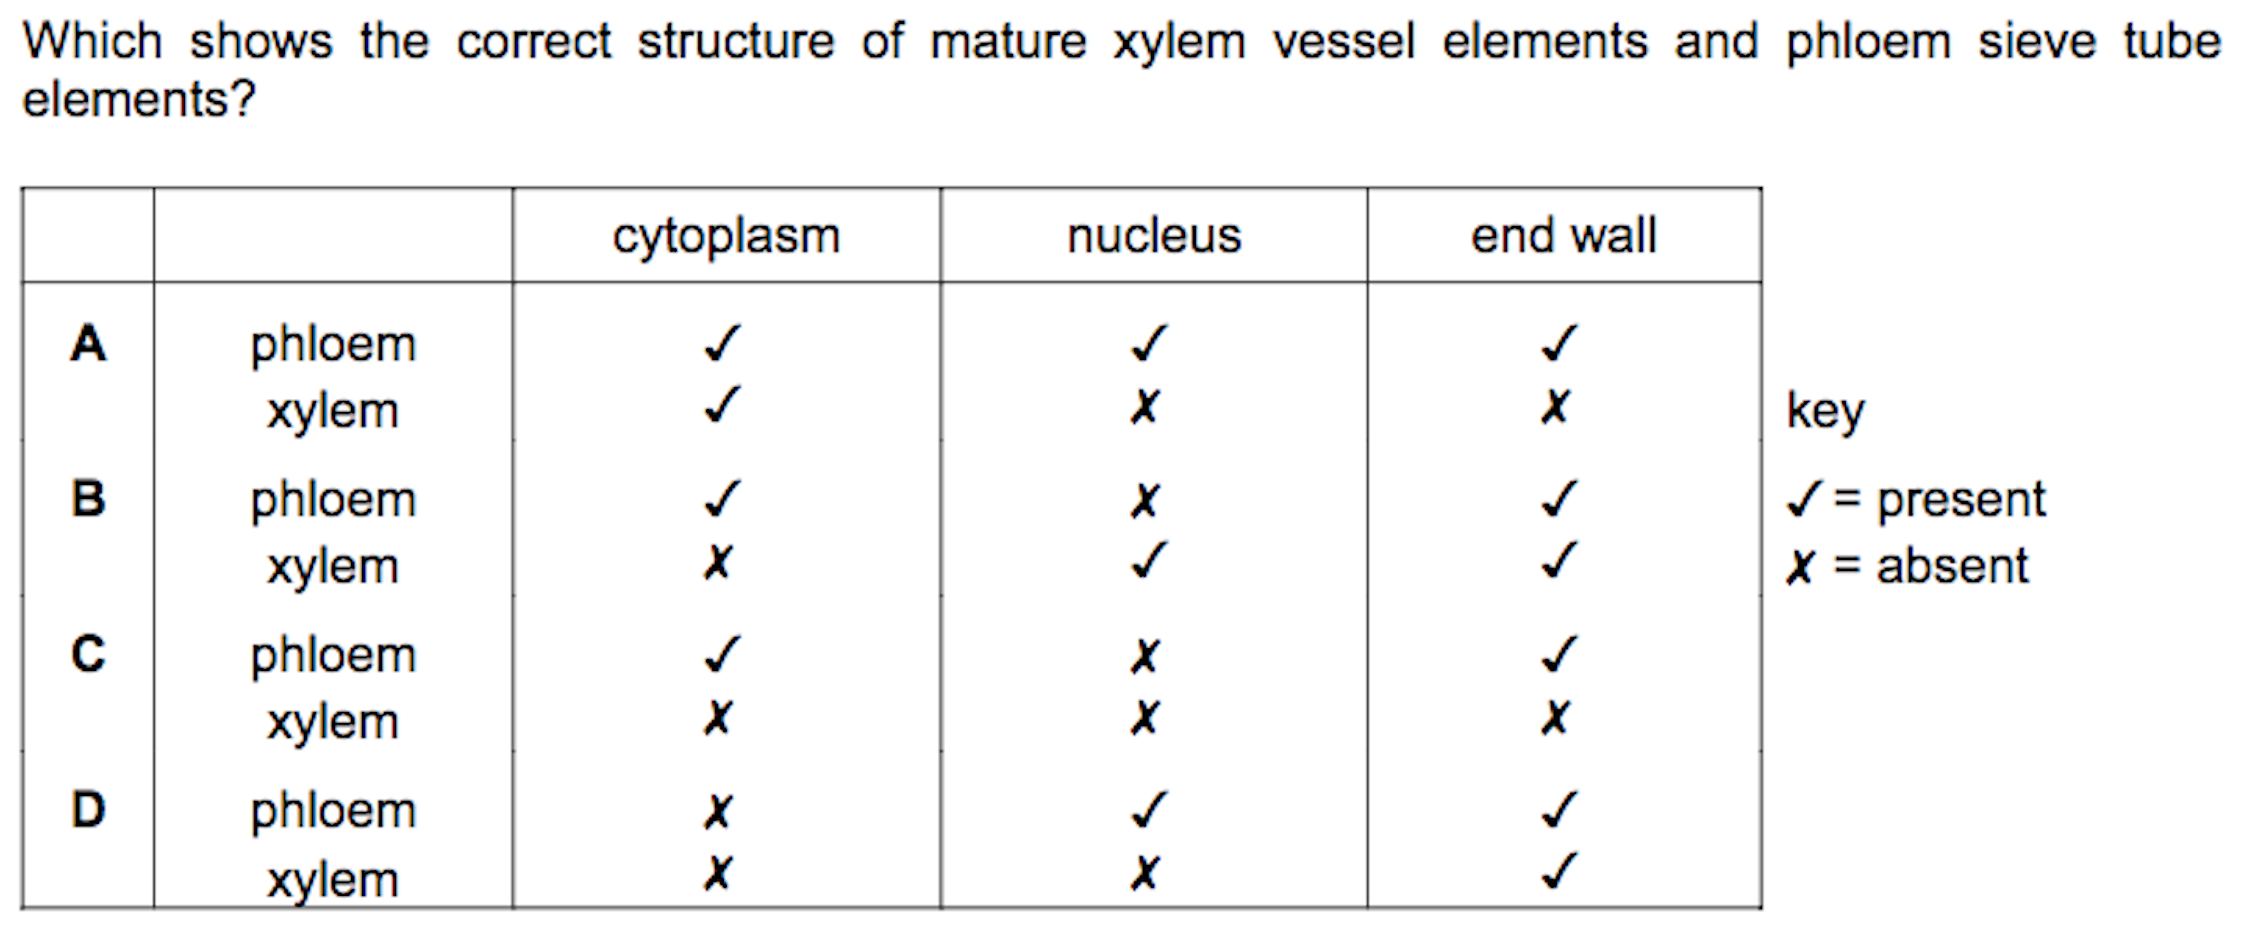 Which shows the correct structure of mature xylem vessel elements and phloem sieve tube
elements?
cytoplasm nucleus end wall
A phloem ✓ ✓ ✓
xylem ✓ ✗ ✗ key
B phloem ✓ ✗ ✓ ✓ = present
xylem ✗ ✓ ✓ ✗ = absent
C phloem ✓ ✗ ✓
xylem ✗ ✗ ✗
D phloem ✗ ✓ ✓
xylem ✗ ✗ ✓